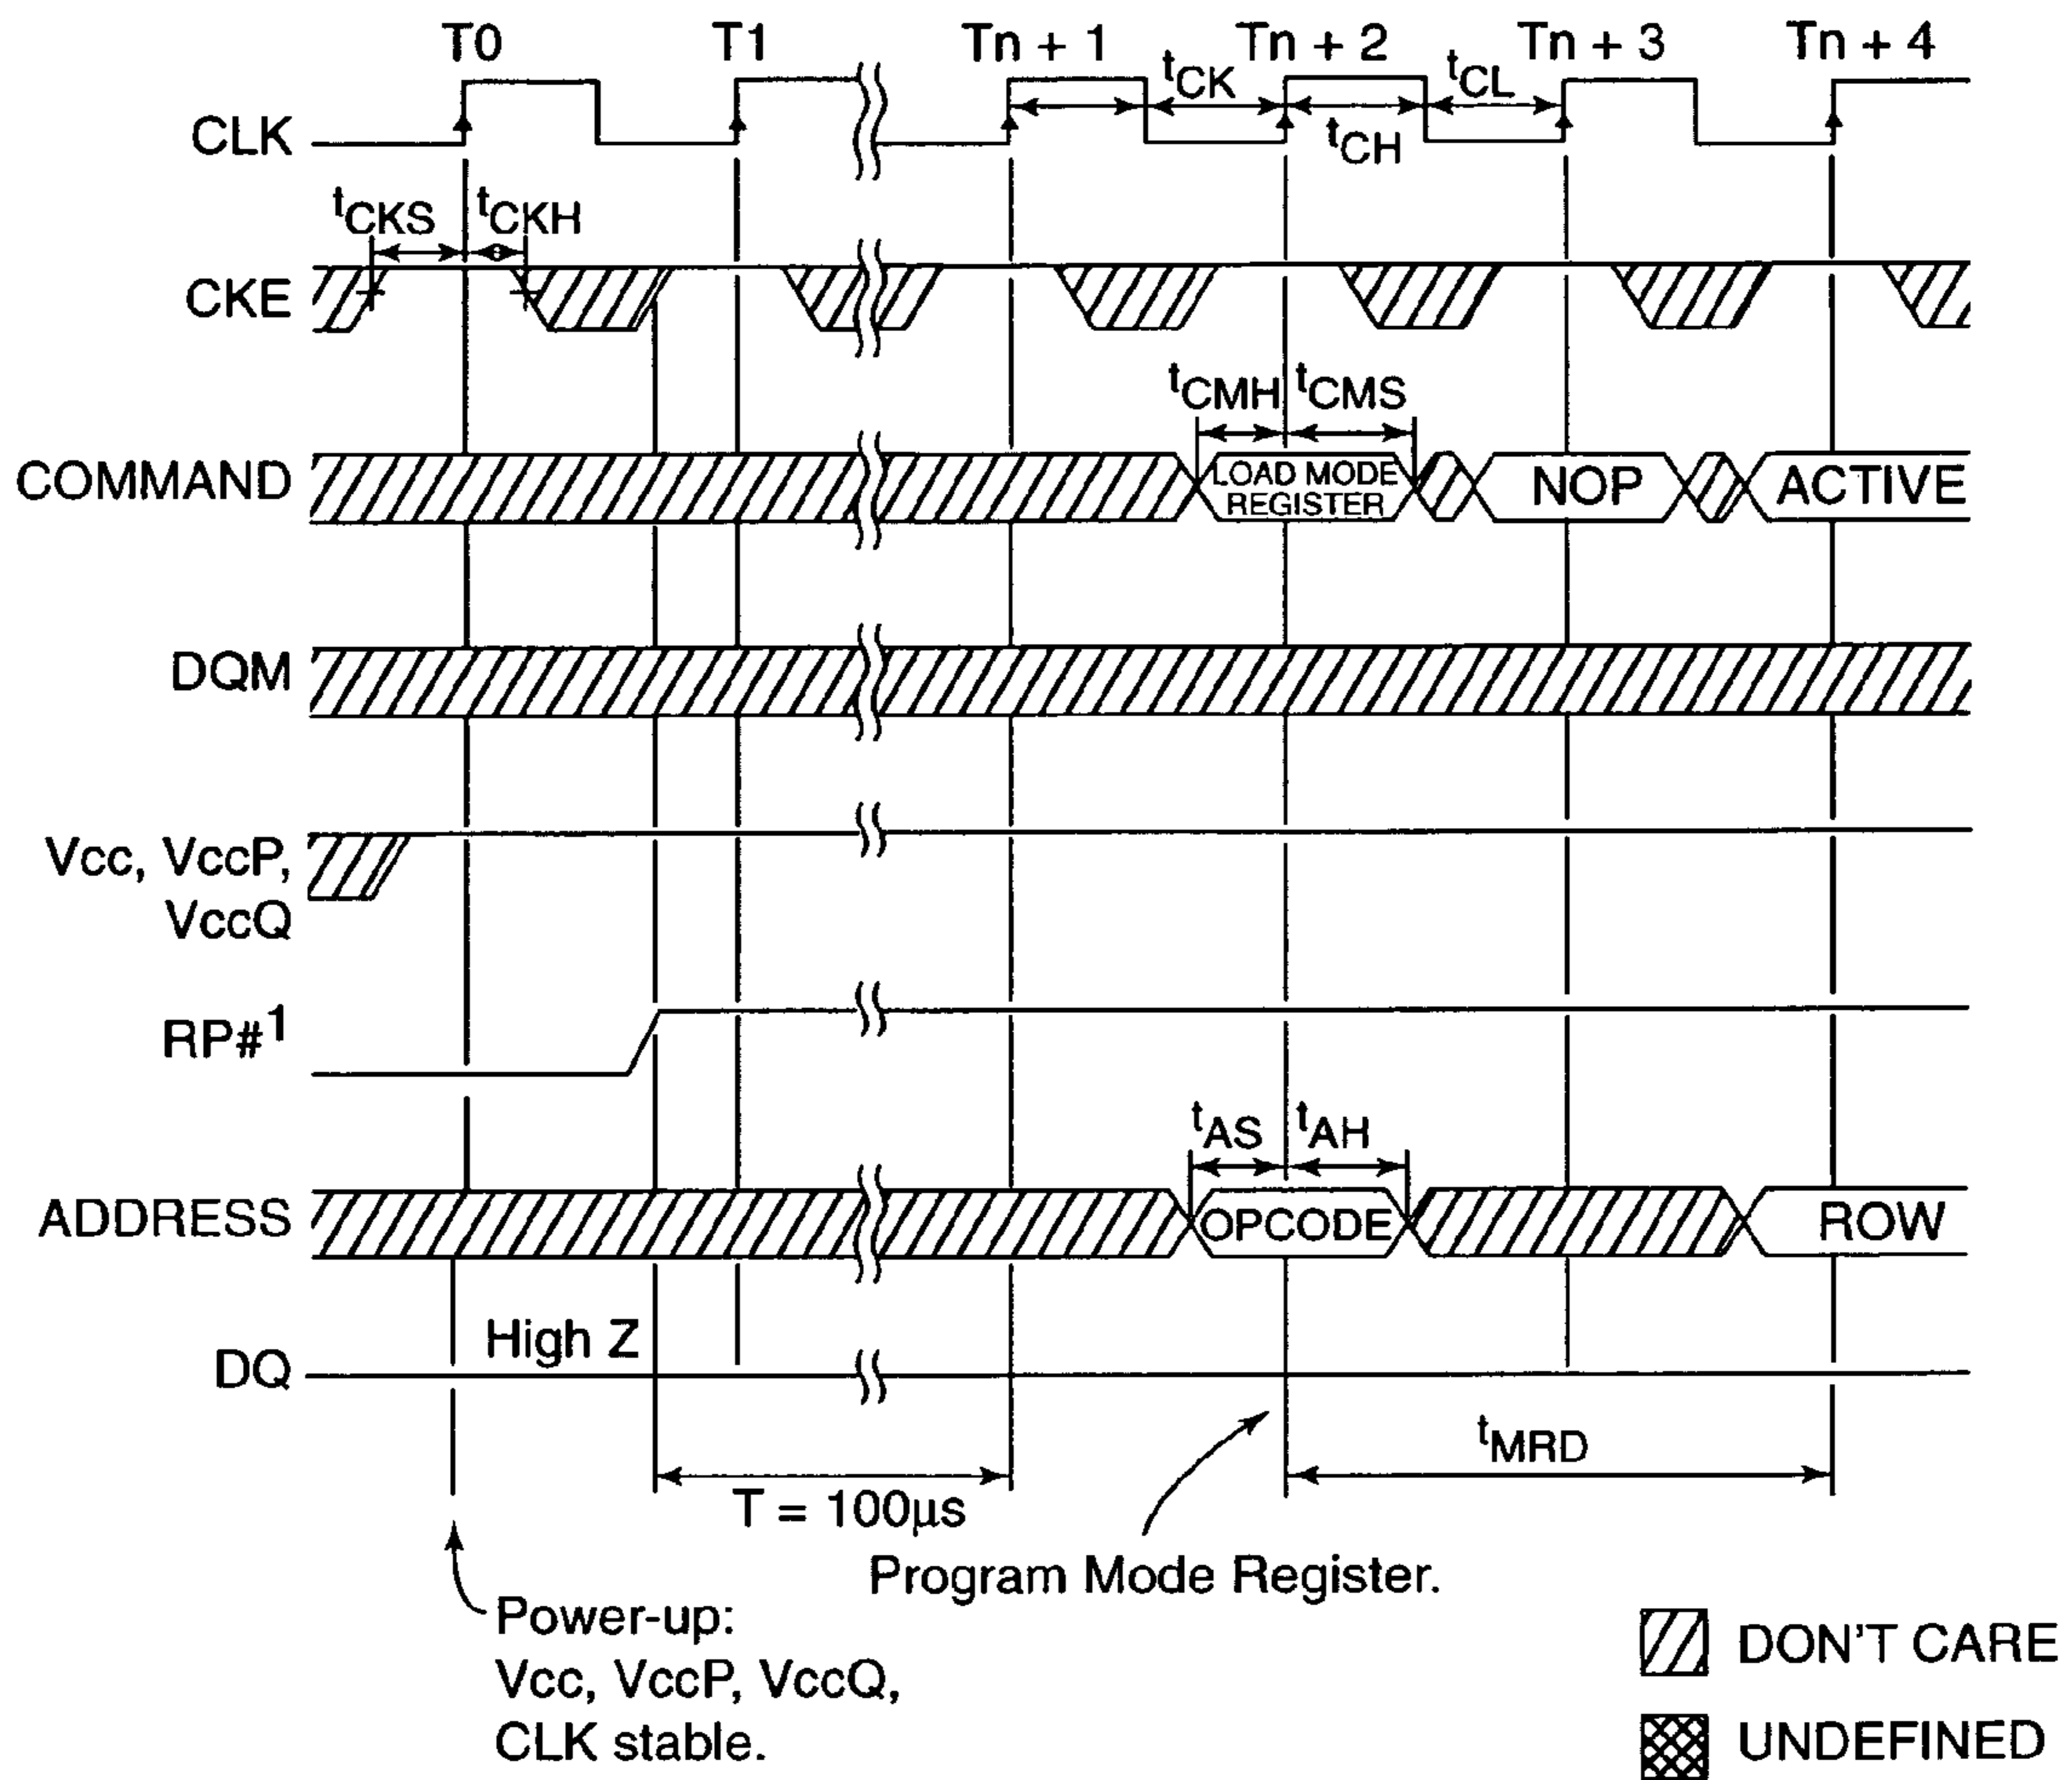 T0 T1 Tn + 1 Tn + 2 Tn + 3 Tn + 4
tCK tCL
CLK
tCH
tCKS tCKH
CKE
tCMH tCMS
COMMAND
LOAD MODE
REGISTER
NOP
ACTIVE
DQM
Vcc, VccP,
VccQ
RP#1
tAS tAH
ADDRESS
OPCODE
ROW
High Z
DQ
tMRD
T = 100µs
Program Mode Register.
Power-up:
Vcc, VccP, VccQ,
CLK stable.
DON'T CARE
UNDEFINED